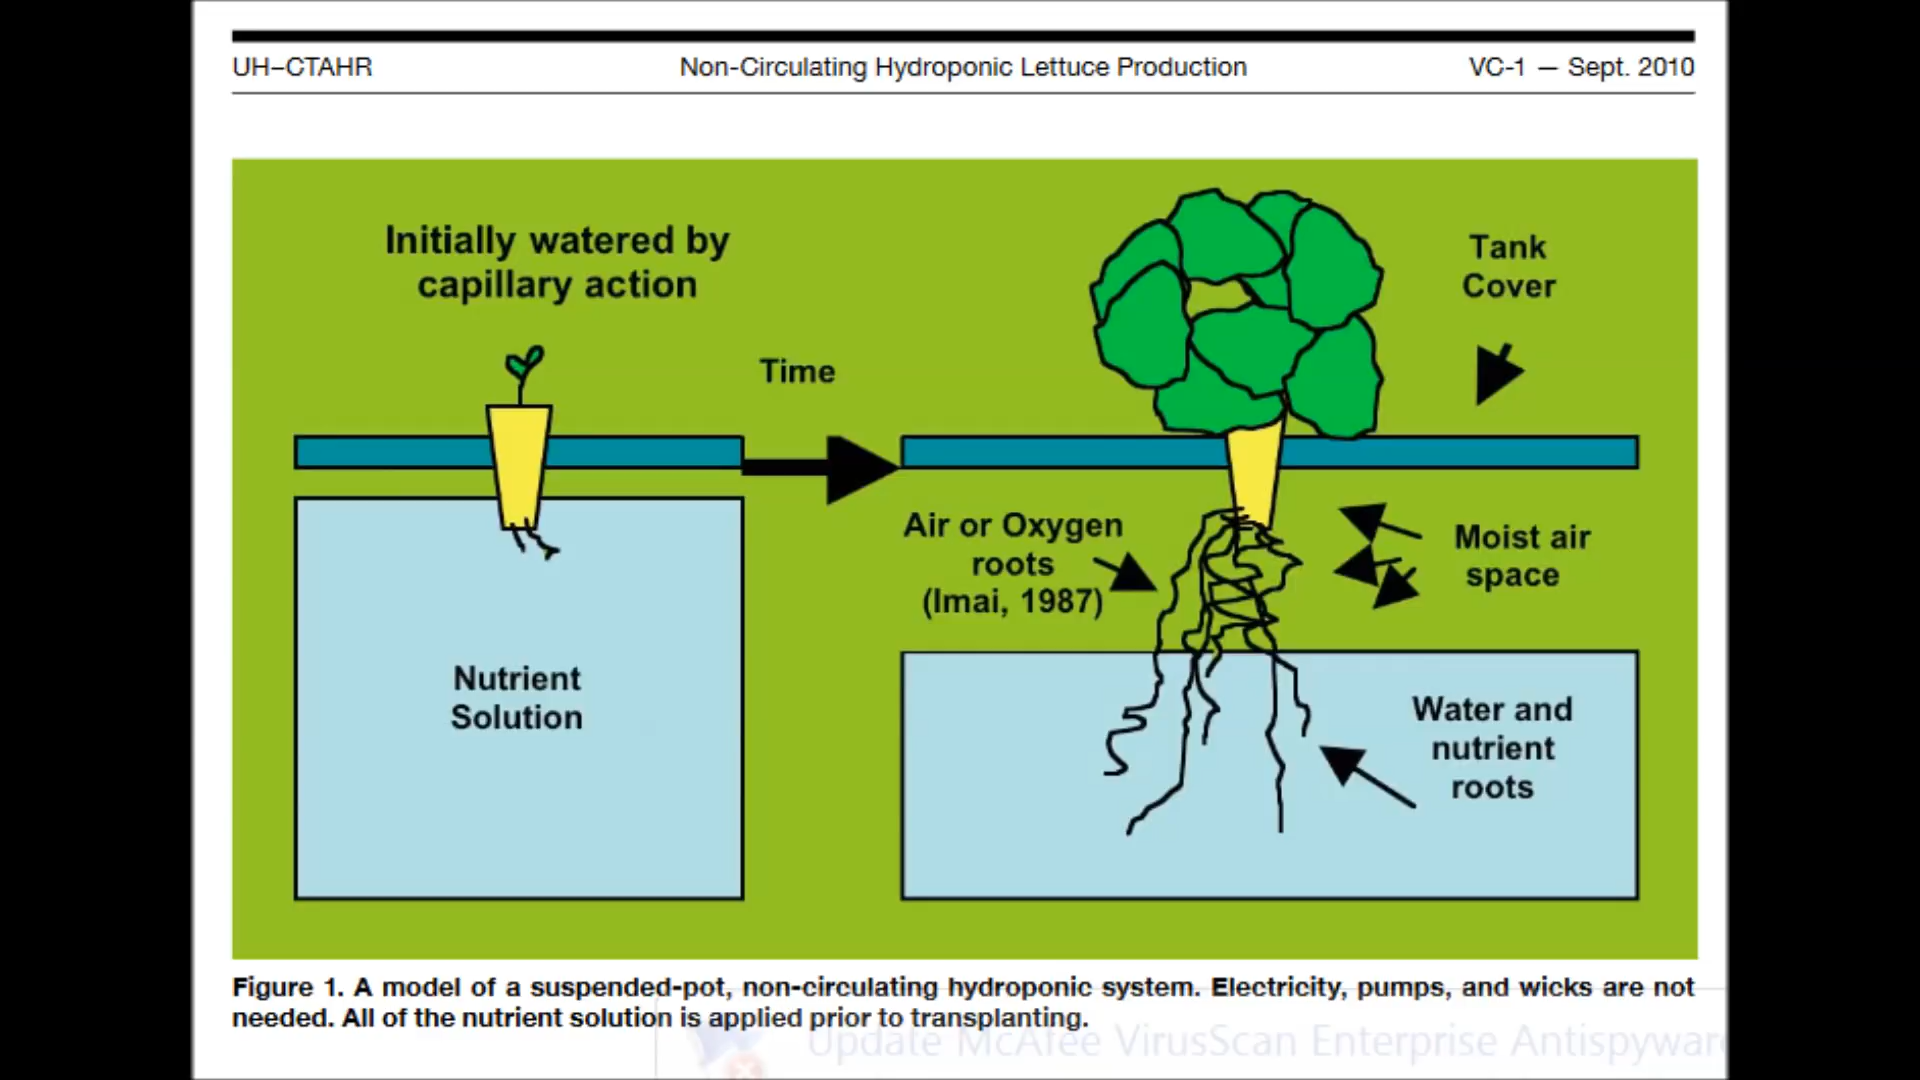 UH–CTAHR
Non-Circulating Hydroponic Lettuce Production
VC-1 — Sept. 2010
Initially watered by
capillary action
Time
Tank
Cover
Air or Oxygen
roots
(Imai, 1987)
Moist air
space
Nutrient
Solution
Water and
nutrient
roots
Figure 1. A model of a suspended-pot, non-circulating hydroponic system. Electricity, pumps, and wicks are not
needed. All of the nutrient solution is applied prior to transplanting.
Update McAfee VirusScan Enterprise Antispyware